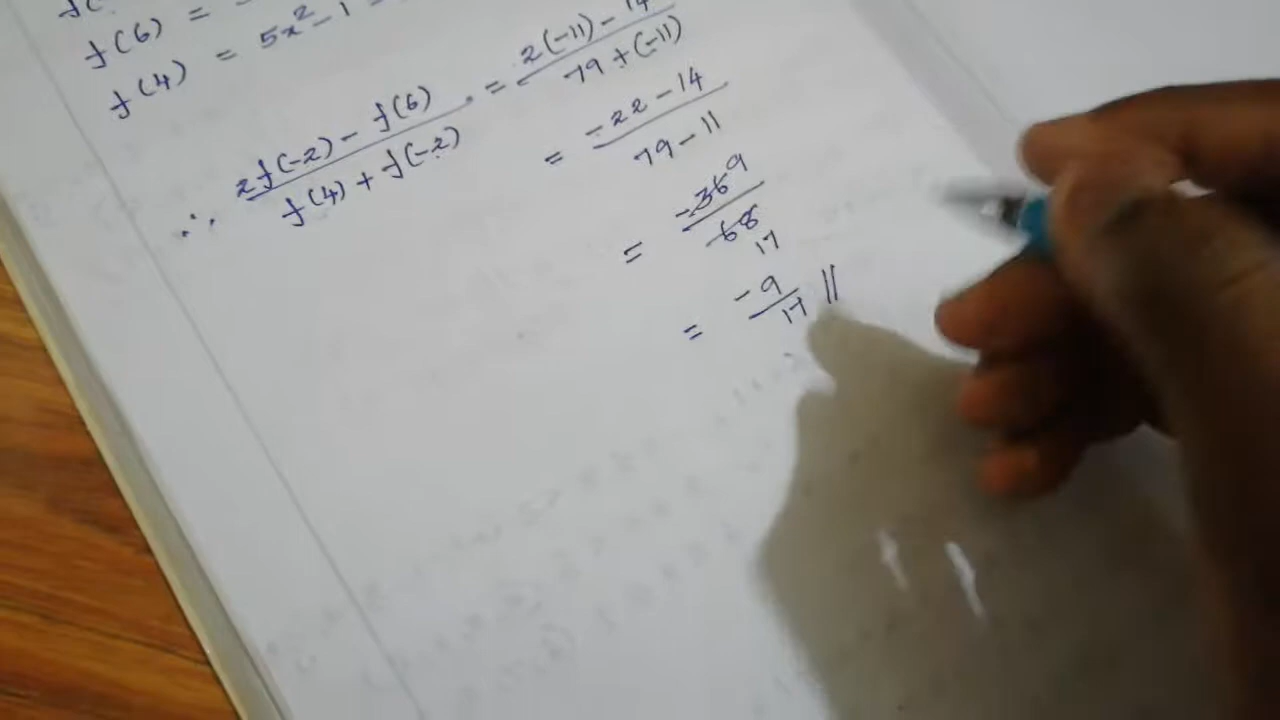 f(6) =
f(4) = 5x² - 1
∴ 2f(-2) - f(6) / f(4) + f(-2) = 2(-11) - 14 / 79 + (-11)
= -22 - 14 / 79 - 11
= -36 9 / 68 17
= -9 / 17 //